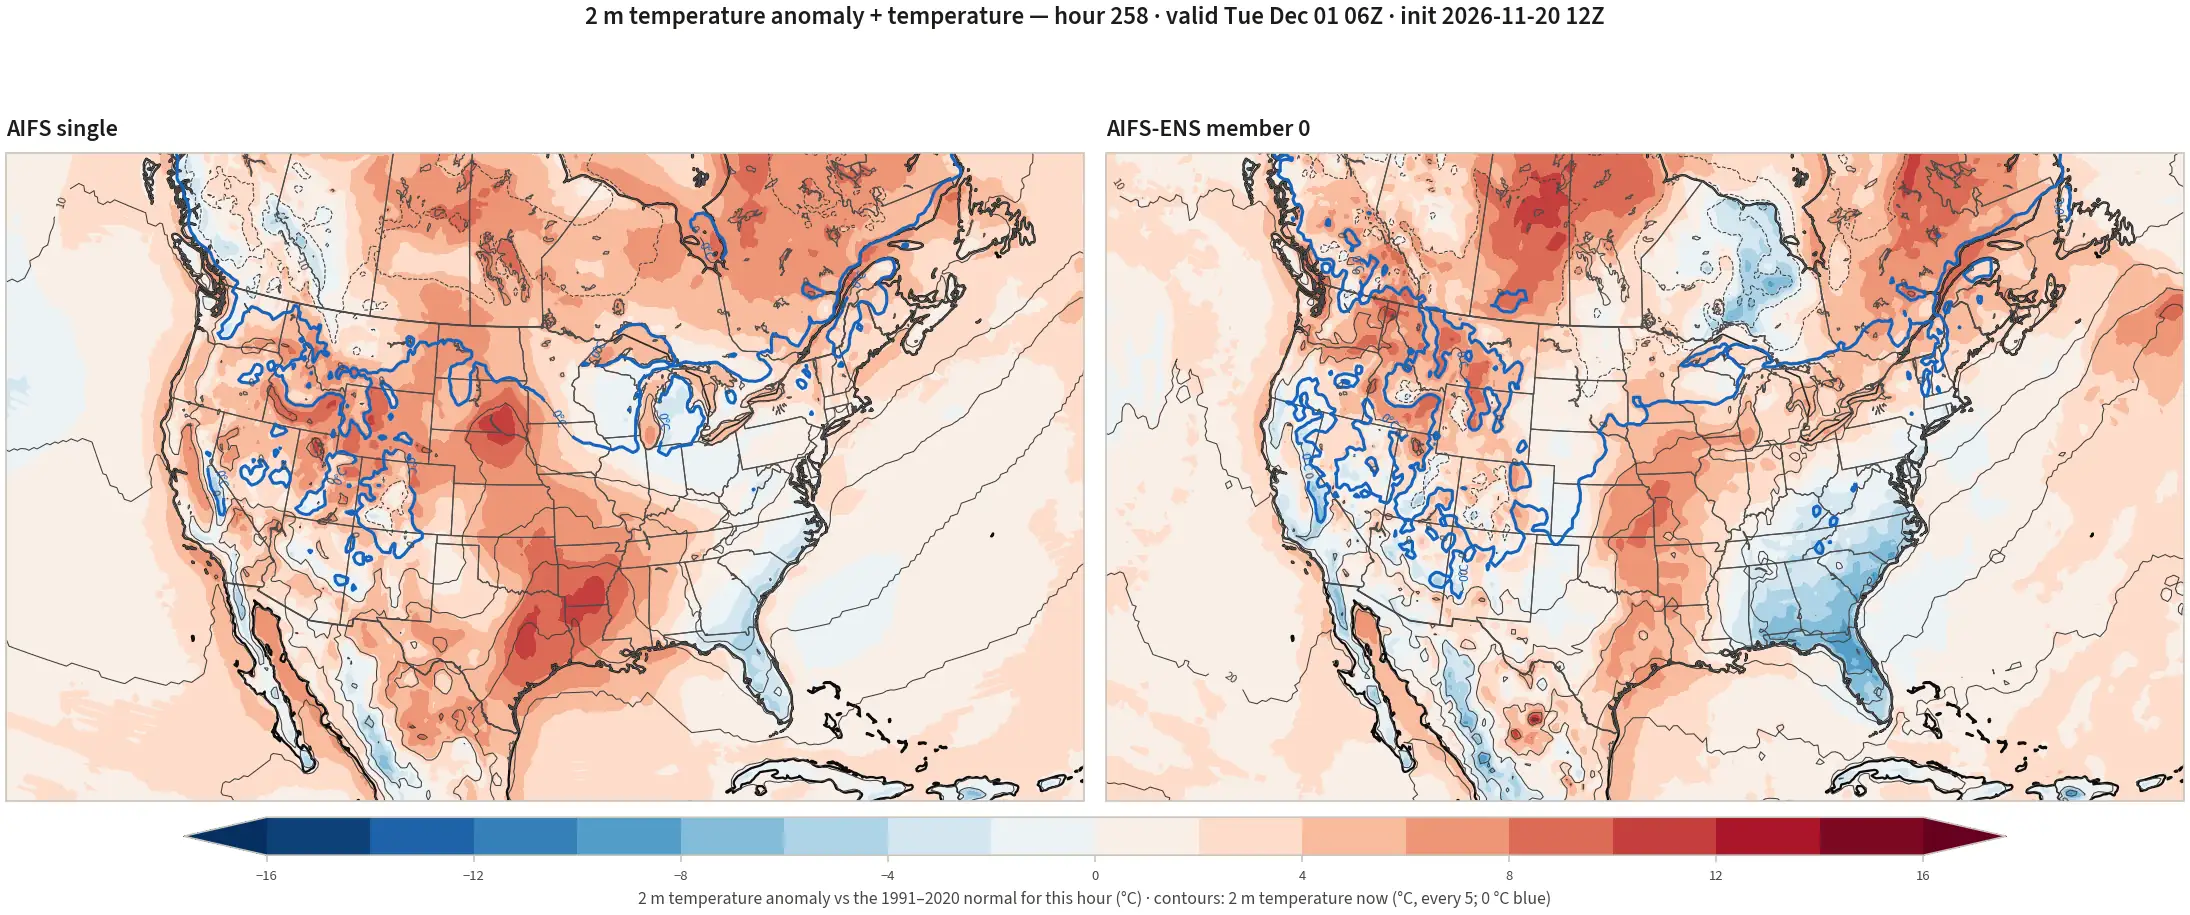 2 m temperature anomaly + temperature — hour 258 · valid Tue Dec 01 06Z · init 2026-11-20 12Z
AIFS single
AIFS-ENS member 0
10
20
−16
−12
−8
−4
0
4
8
12
16
2 m temperature anomaly vs the 1991–2020 normal for this hour (°C) · contours: 2 m temperature now (°C, every 5; 0 °C blue)